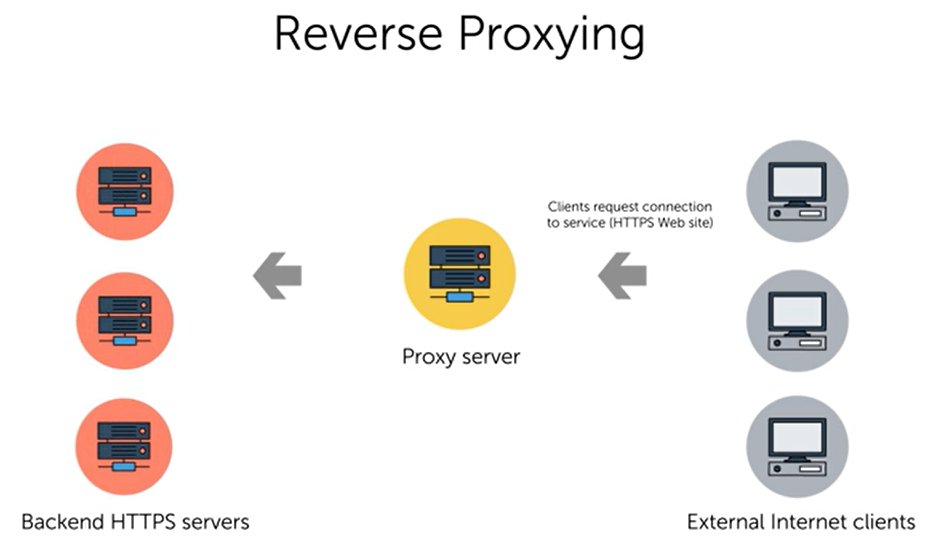 Reverse Proxying
Clients request connection
to service (HTTPS Web site)
Proxy server
Backend HTTPS servers
External Internet clients